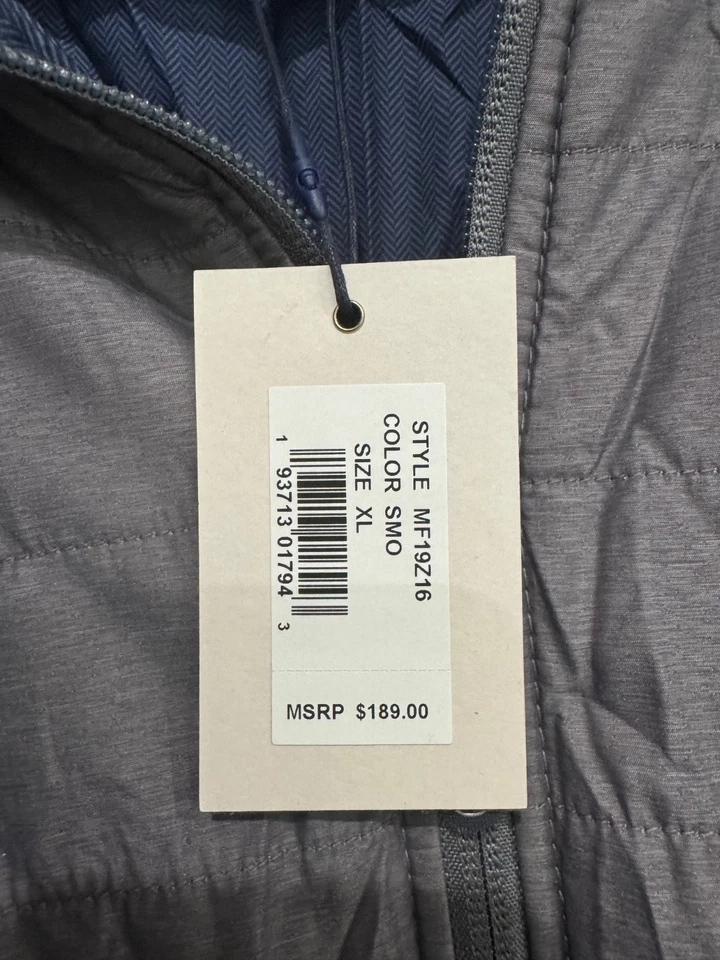 STYLE MF19Z16
COLOR SMO
SIZE XL
1 93713 01794 3
MSRP $189.00